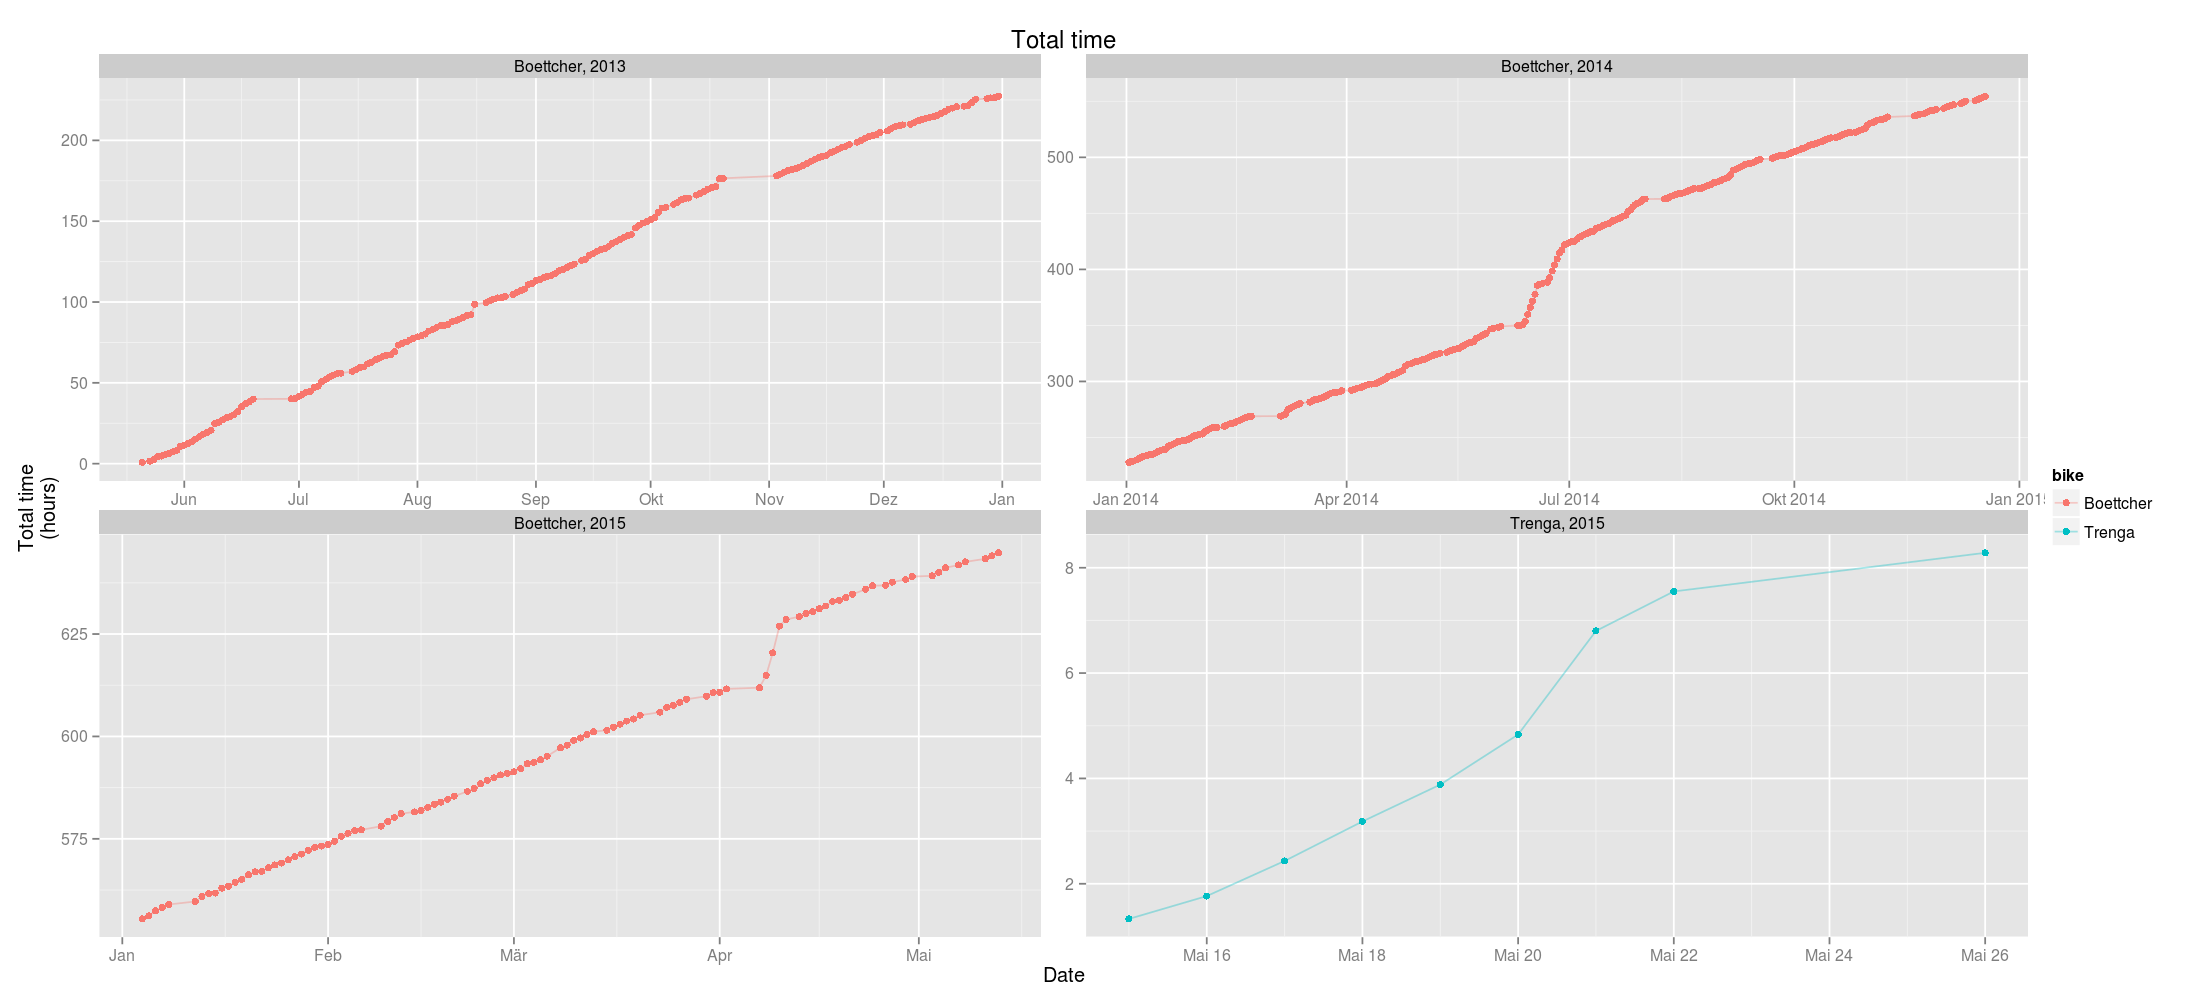 Total time
Boettcher, 2013
Boettcher, 2014
200
150
100
50
0
500
400
300
Jun Jul Aug Sep Okt Nov Dez Jan
Jan 2014 Apr 2014 Jul 2014 Okt 2014 Jan 201
Boettcher, 2015
Trenga, 2015
625
600
575
8
6
4
2
Jan Feb Mär Apr Mai
Mai 16 Mai 18 Mai 20 Mai 22 Mai 24 Mai 26
Total time
(hours)
Date
bike
Boettcher
Trenga